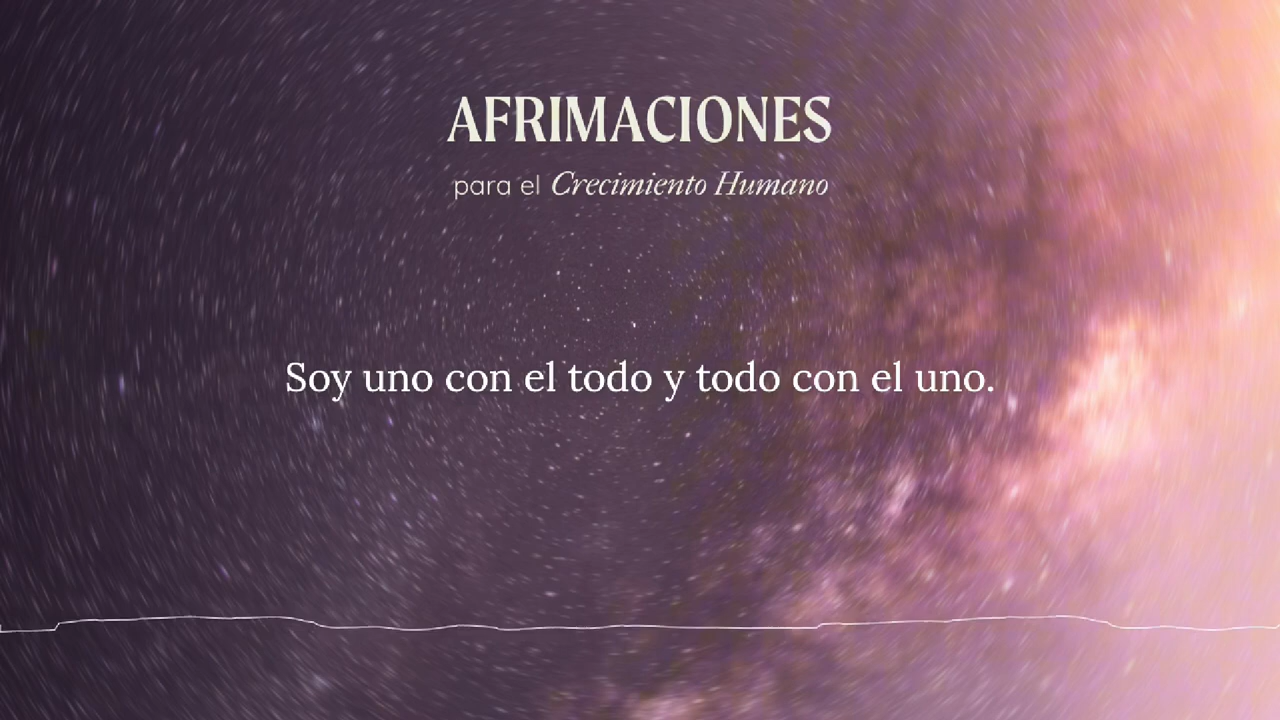 AFRIMACIONES
para el Crecimiento Humano
Soy uno con el todo y todo con el uno.